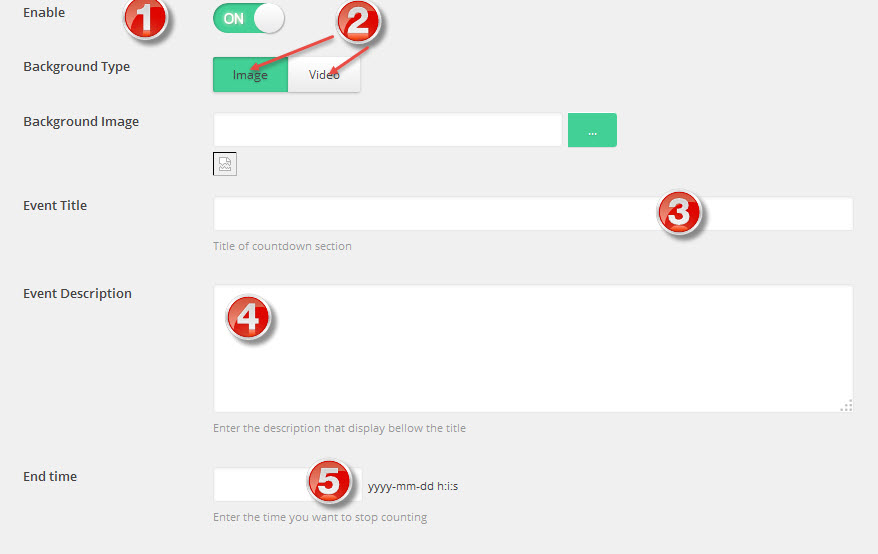 Enable 1 ON 2
Background Type Image Video
Background Image ...
Event Title 3
Title of countdown section
Event Description 4
Enter the description that display bellow the title
End time 5 yyyy-mm-dd h:i:s
Enter the time you want to stop counting